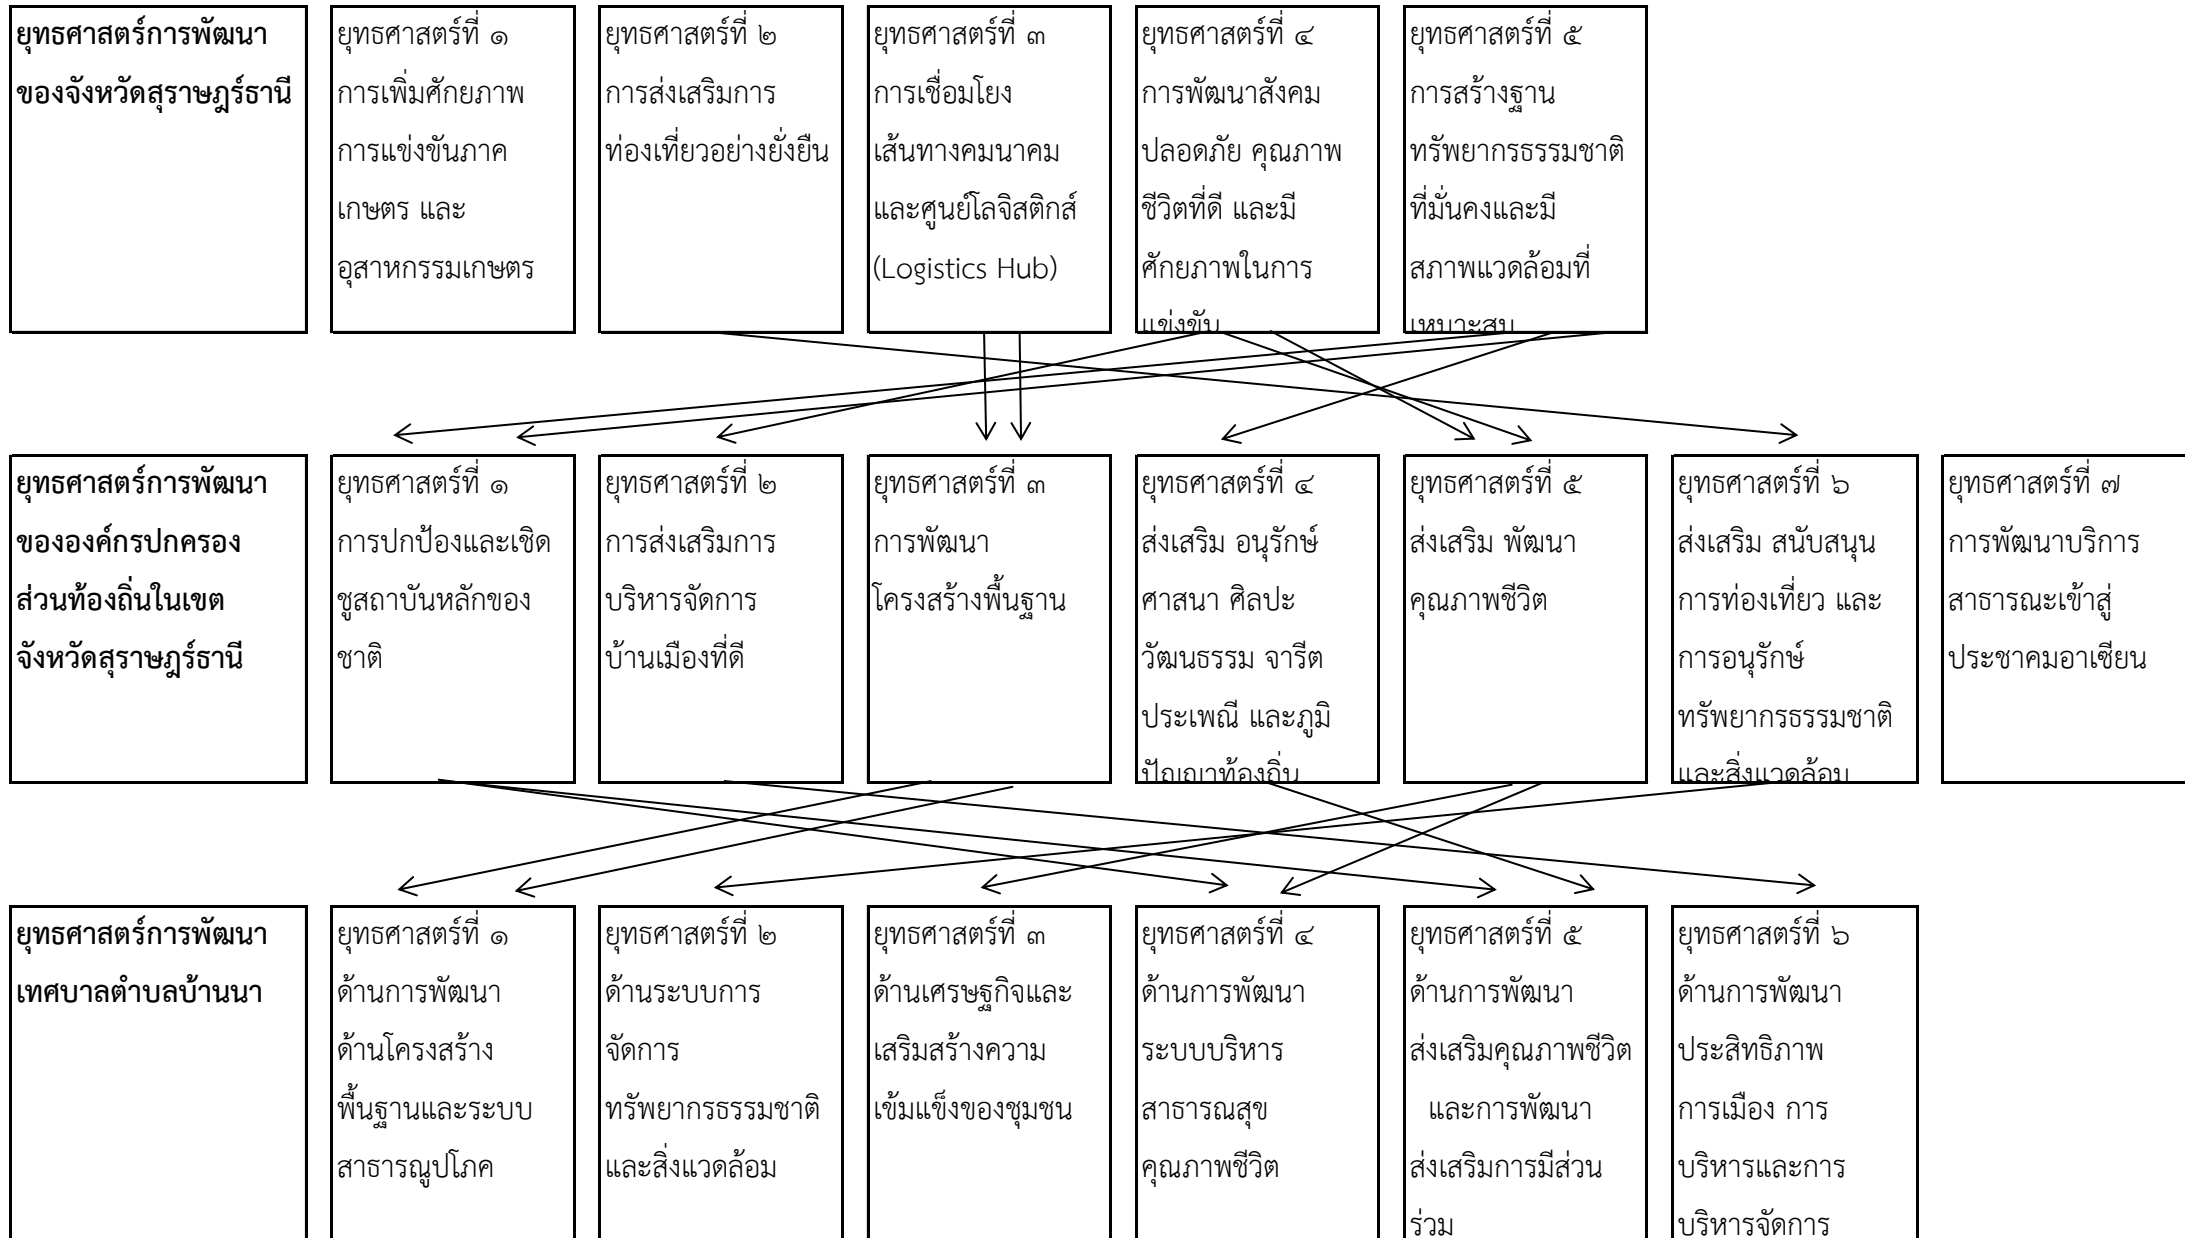 ยุทธศาสตร์การพัฒนา
ของจังหวัดสุราษฎร์ธานี
ยุทธศาสตร์ที่ ๑
การเพิ่มศักยภาพ
การแข่งขันภาค
เกษตร และ
อุสาหกรรมเกษตร
ยุทธศาสตร์ที่ ๒
การส่งเสริมการ
ท่องเที่ยวอย่างยั่งยืน
ยุทธศาสตร์ที่ ๓
การเชื่อมโยง
เส้นทางคมนาคม
และศูนย์โลจิสติกส์
(Logistics Hub)
ยุทธศาสตร์ที่ ๔
การพัฒนาสังคม
ปลอดภัย คุณภาพ
ชีวิตที่ดี และมี
ศักยภาพในการ
แข่งขัน
ยุทธศาสตร์ที่ ๕
การสร้างฐาน
ทรัพยากรธรรมชาติ
ที่มั่นคงและมี
สภาพแวดล้อมที่
เหมาะสม
ยุทธศาสตร์การพัฒนา
ขององค์กรปกครอง
ส่วนท้องถิ่นในเขต
จังหวัดสุราษฎร์ธานี
ยุทธศาสตร์ที่ ๑
การปกป้องและเชิด
ชูสถาบันหลักของ
ชาติ
ยุทธศาสตร์ที่ ๒
การส่งเสริมการ
บริหารจัดการ
บ้านเมืองที่ดี
ยุทธศาสตร์ที่ ๓
การพัฒนา
โครงสร้างพื้นฐาน
ยุทธศาสตร์ที่ ๔
ส่งเสริม อนุรักษ์
ศาสนา ศิลปะ
วัฒนธรรม จารีต
ประเพณี และภูมิ
ปัญญาท้องถิ่น
ยุทธศาสตร์ที่ ๕
ส่งเสริม พัฒนา
คุณภาพชีวิต
ยุทธศาสตร์ที่ ๖
ส่งเสริม สนับสนุน
การท่องเที่ยว และ
การอนุรักษ์
ทรัพยากรธรรมชาติ
และสิ่งแวดล้อม
ยุทธศาสตร์ที่ ๗
การพัฒนาบริการ
สาธารณะเข้าสู่
ประชาคมอาเซียน
ยุทธศาสตร์การพัฒนา
เทศบาลตำบลบ้านนา
ยุทธศาสตร์ที่ ๑
ด้านการพัฒนา
ด้านโครงสร้าง
พื้นฐานและระบบ
สาธารณูปโภค
ยุทธศาสตร์ที่ ๒
ด้านระบบการ
จัดการ
ทรัพยากรธรรมชาติ
และสิ่งแวดล้อม
ยุทธศาสตร์ที่ ๓
ด้านเศรษฐกิจและ
เสริมสร้างความ
เข้มแข็งของชุมชน
ยุทธศาสตร์ที่ ๔
ด้านการพัฒนา
ระบบบริหาร
สาธารณสุข
คุณภาพชีวิต
ยุทธศาสตร์ที่ ๕
ด้านการพัฒนา
ส่งเสริมคุณภาพชีวิต
และการพัฒนา
ส่งเสริมการมีส่วน
ร่วม
ยุทธศาสตร์ที่ ๖
ด้านการพัฒนา
ประสิทธิภาพ
การเมือง การ
บริหารและการ
บริหารจัดการ